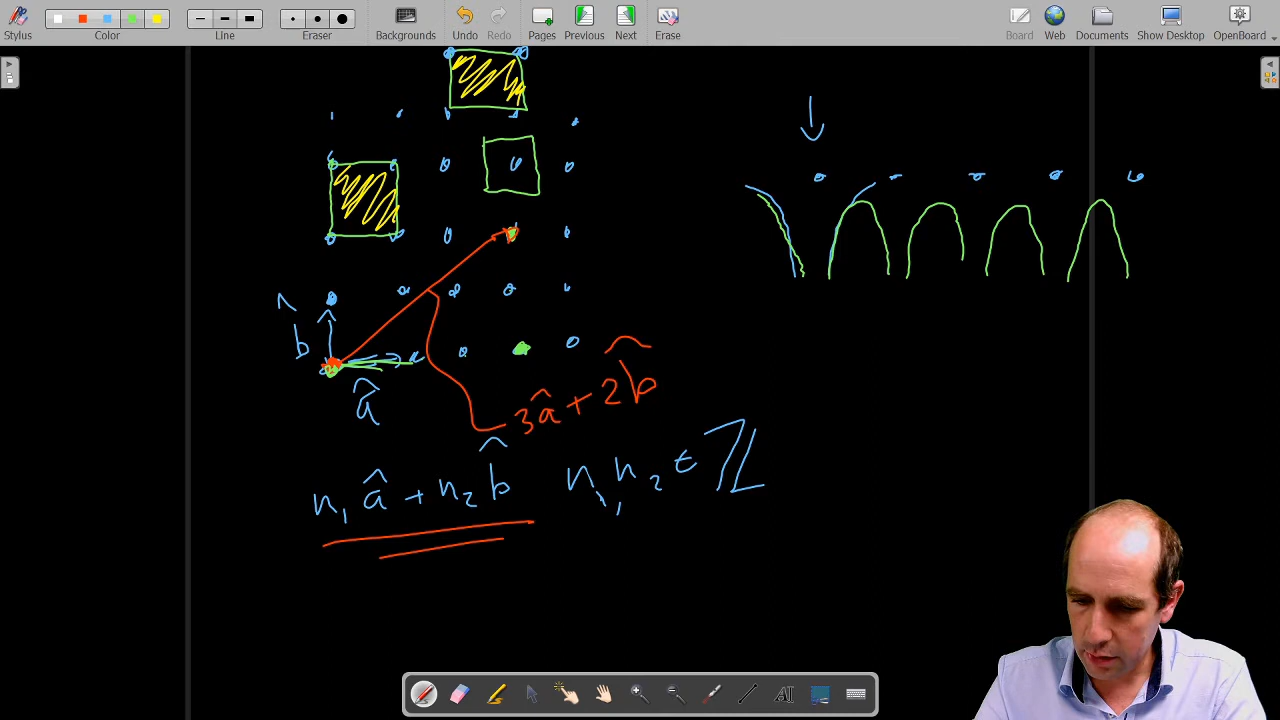 Stylus
Color
Line
Eraser
Backgrounds
Undo
Redo
Pages
Previous
Next
Erase
Board
Web
Documents
Show Desktop
OpenBoard
b̂
â
3â + 2b̂
n₁â + n₂b̂ n₁, n₂ ∈ ℤ